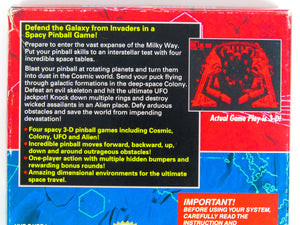 Defend the Galaxy from Invaders in a
Spacy Pinball Game!
Prepare to enter the vast expanse of the Milky Way.
Put your pinball skills to an interstellar test with four
incredible space tables.
Blast your pinball at rotating planets and turn them
into dust in the Cosmic world. Send your puck flying
through galactic formations in the deep-space Colony.
Defeat an evil skeleton and hit the ultimate UFO
jackpot! Knock down multiple rings and destroy
wicked assailants in an Alien place. Defy arduous
obstacles and save the world from impending
devastation!
• Four spacy 3-D pinball games including Cosmic,
Colony, UFO and Alien!
• Incredible pinball moves forward, backward, up,
down and around outrageous obstacles!
• One-player action with multiple hidden bumpers and
rewarding bonus rounds!
• Amazing dimensional environments for the ultimate
space travel.
Actual Game Play is 3-D!
IMPORTANT!
BEFORE USING YOUR SYSTEM,
CAREFULLY READ THE
INSTRUCTION AND